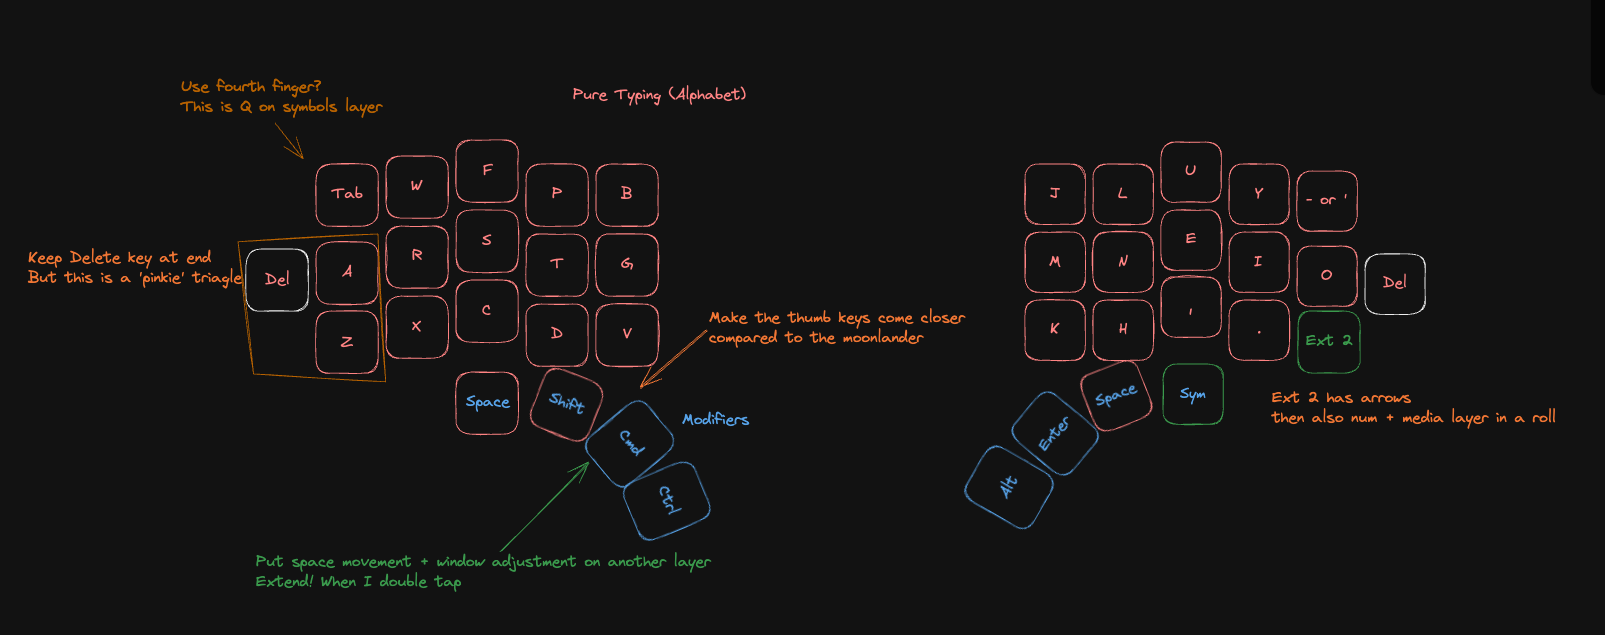 Use fourth finger?
This is Q on symbols layer
Pure Typing (Alphabet)
Tab W F P B
J L U Y - or '
Keep Delete key at end
But this is a 'pinkie' triagle
Del A R S T G
M N E I O Del
Z X C D V
K H , . Ext 2
Make the thumb keys come closer
compared to the moonlander
Space Shift Cmd Ctrl
Modifiers
Alt Enter Space Sym
Ext 2 has arrows
then also num + media layer in a roll
Put space movement + window adjustment on another layer
Extend! When I double tap